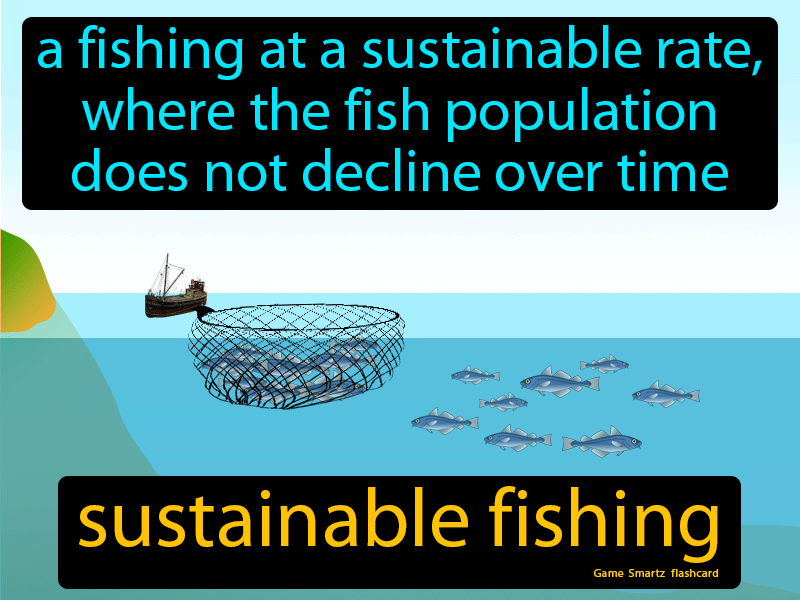 a fishing at a sustainable rate,
where the fish population
does not decline over time
sustainable fishing
Game Smartz flashcard